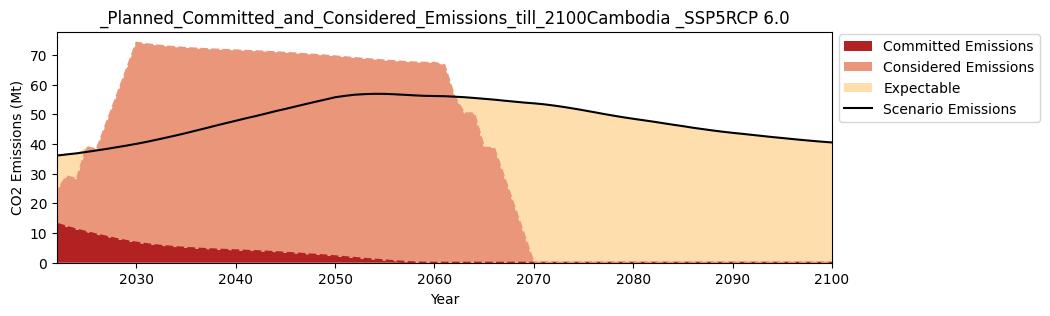 _Planned_Committed_and_Considered_Emissions_till_2100Cambodia _SSP5RCP 6.0
Committed Emissions
Considered Emissions
Expectable
Scenario Emissions
CO2 Emissions (Mt)
70
60
50
40
30
20
10
0
2030 2040 2050 2060 2070 2080 2090 2100
Year